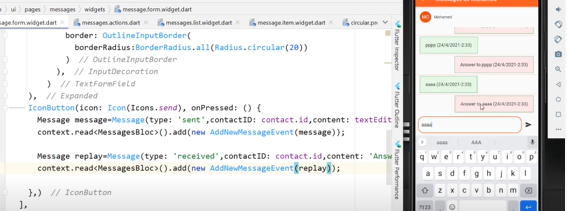 ui
pages
messages
widgets
message.form.widget.dart
age.form.widget.dart
messages.actions.dart
messages.list.widget.dart
message.item.widget.dart
circular.pr
border: OutlineInputBorder(
borderRadius:BorderRadius.all(Radius.circular(20))
) // OutlineInputBorder
), // InputDecoration
) // TextFormField
), // Expanded
IconButton(icon: Icon(Icons.send), onPressed: () {
Message message=Message(type: 'sent',contactID: contact.id,content: textEdit
context.read<MessagesBloc>().add(new AddNewMessageEvent(message));
Message replay=Message(type: 'received',contactID: contact.id,content: 'Answ
context.read<MessagesBloc>().add(new AddNewMessageEvent(replay));
},) // IconButton
],
Flutter Inspector
Flutter Outline
Flutter Performance
MO
Mohamed
pppp (24/4/2021-2:33)
Answer to pppp (24/4/2021-2:33)
aaaa (24/4/2021-2:33)
Answer to aaaa (24/4/2021-2:33)
aaaa
aaaa
AAA
q w e r t y u i o p
a s d f g h j k l
z x c v b n m
?123